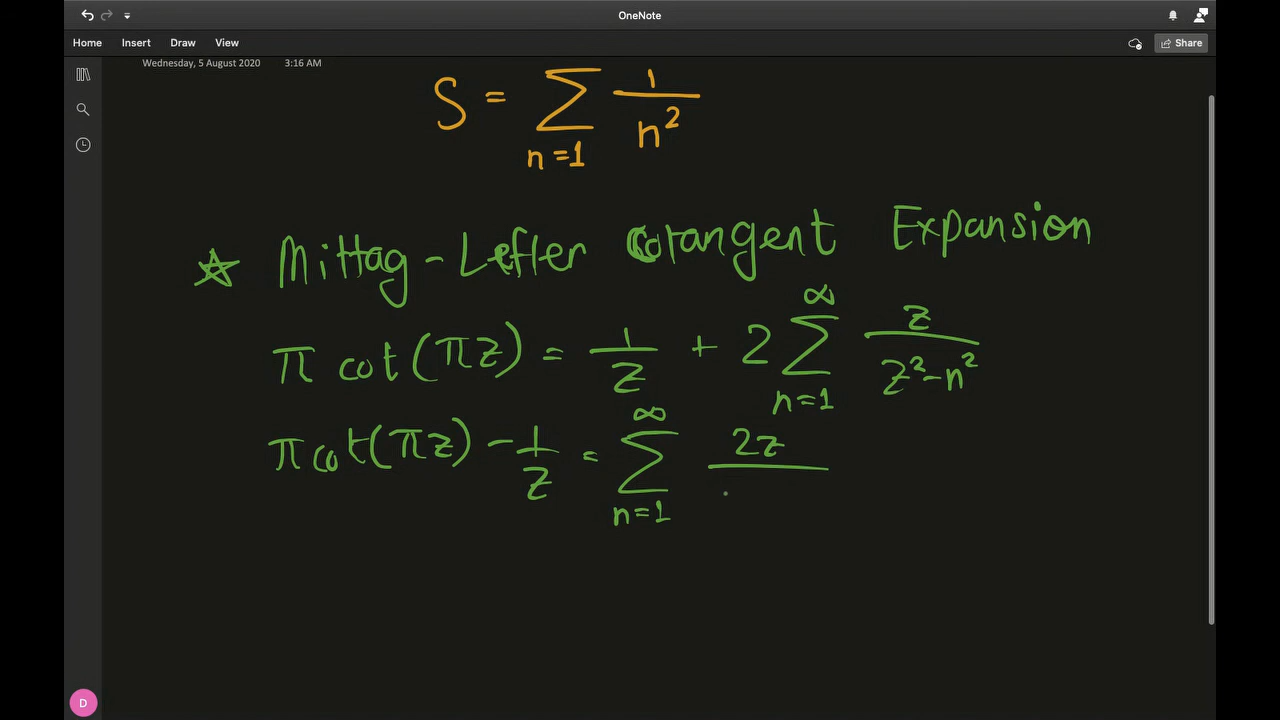 OneNote
Home Insert Draw View Share
Wednesday, 5 August 2020 3:16 AM
S = ∑ n=1 1/n²
☆ Mittag-Leffler Cotangent Expansion
π cot(πz) = 1/z + 2 ∑ n=1 ∞ z/(z²-n²)
π cot(πz) - 1/z = ∑ n=1 ∞ 2z/
D